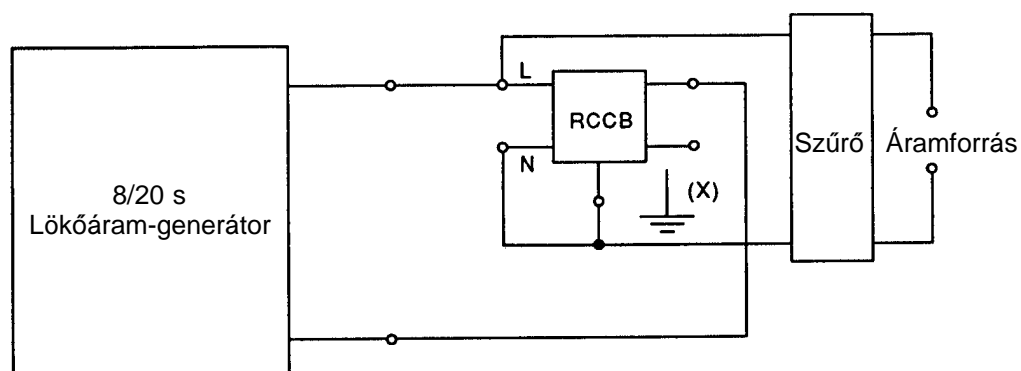 8/20 s
Lökőáram-generátor
L
N
RCCB
(X)
Szűrő
Áramforrás